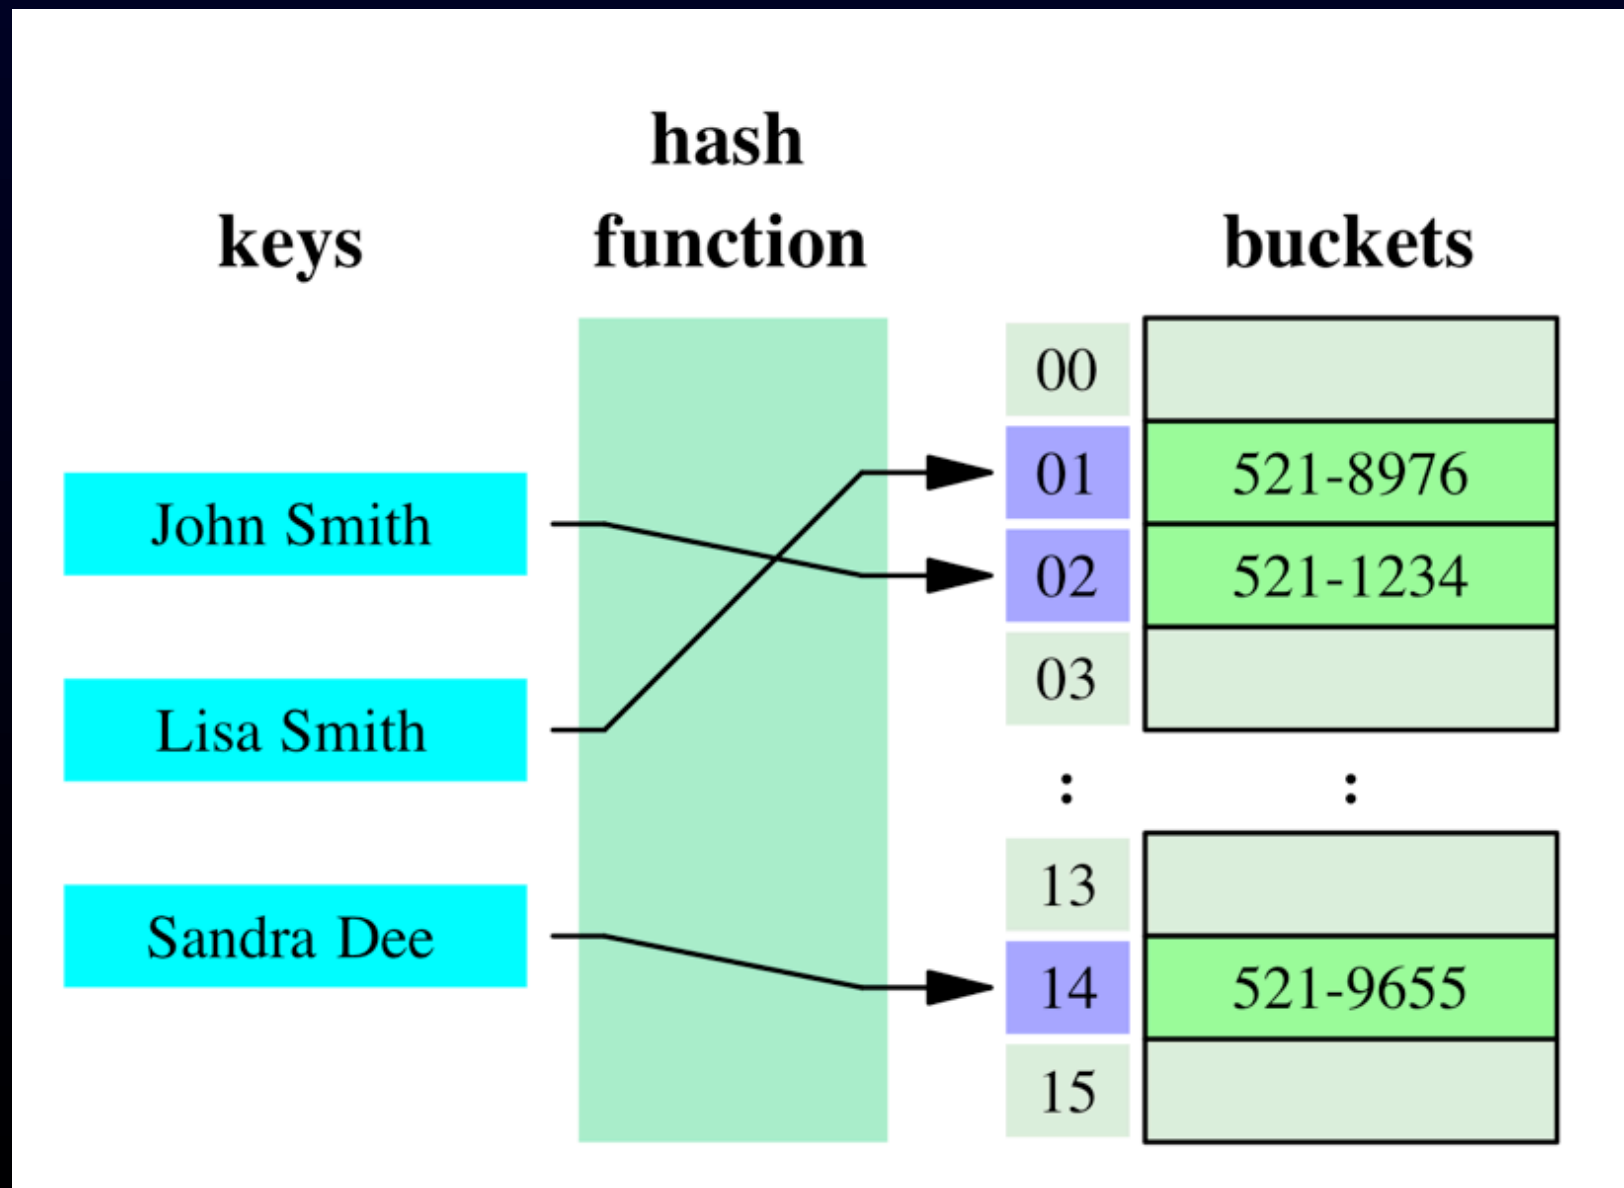 hash
keys function buckets
00
01 521-8976
John Smith
02 521-1234
03
Lisa Smith
: :
13
Sandra Dee
14 521-9655
15